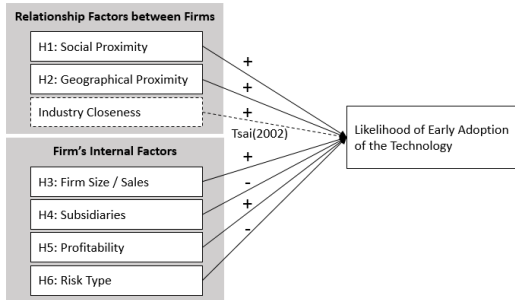 Relationship Factors between Firms
H1: Social Proximity
H2: Geographical Proximity
Industry Closeness
Firm's Internal Factors
H3: Firm Size / Sales
H4: Subsidiaries
H5: Profitability
H6: Risk Type
+
+
+
Tsai(2002)
+
-
+
-
Likelihood of Early Adoption
of the Technology